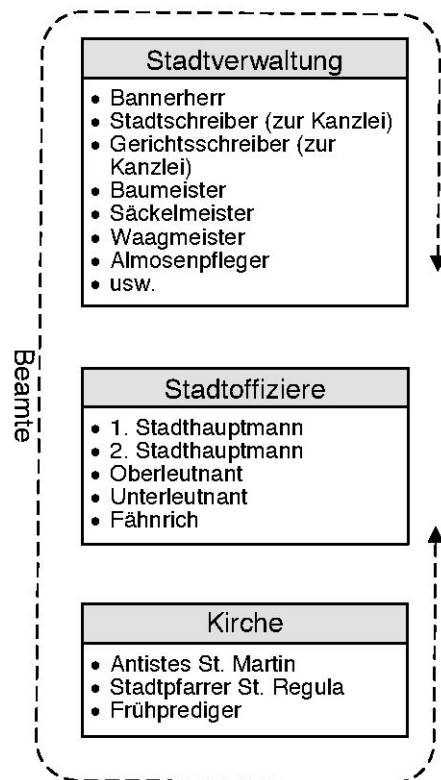 Stadtverwaltung
• Bannerherr
• Stadtschreiber (zur Kanzlei)
• Gerichtsschreiber (zur
Kanzlei)
• Baumeister
• Säckelmeister
• Waagmeister
• Almosenpfleger
• usw.
Beamte
Stadtoffiziere
• 1. Stadthauptmann
• 2. Stadthauptmann
• Oberleutnant
• Unterleutnant
• Fähnrich
Kirche
• Antistes St. Martin
• Stadtpfarrer St. Regula
• Frühprediger